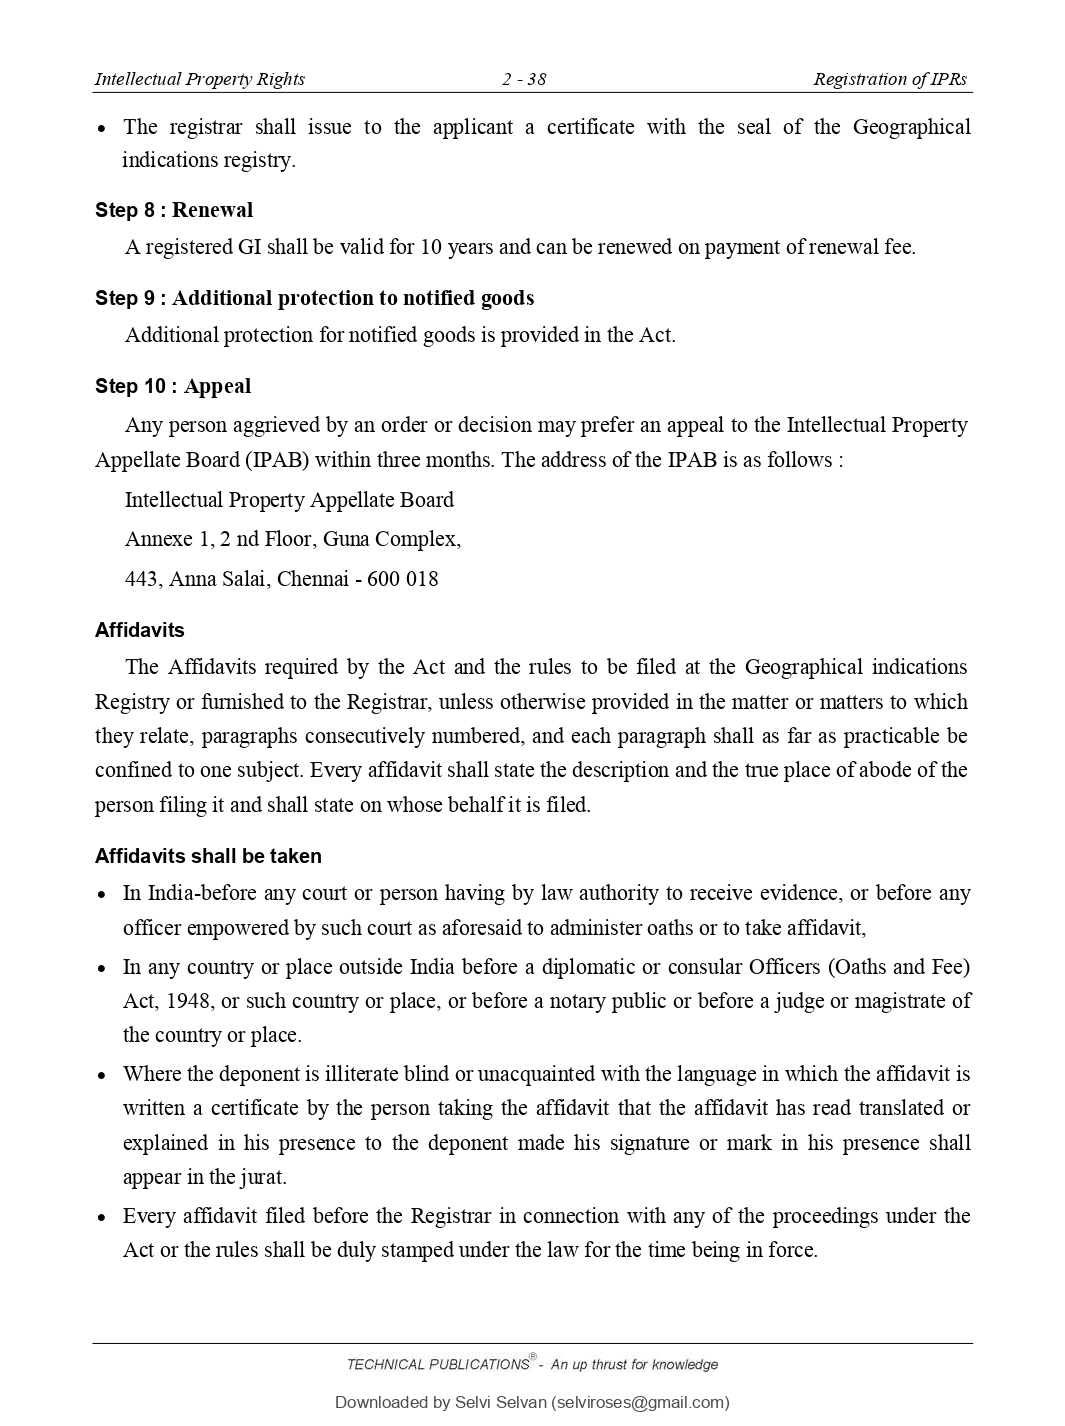 Intellectual Property Rights 2 - 38 Registration of IPRs
• The registrar shall issue to the applicant a certificate with the seal of the Geographical
indications registry.
Step 8 : Renewal
A registered GI shall be valid for 10 years and can be renewed on payment of renewal fee.
Step 9 : Additional protection to notified goods
Additional protection for notified goods is provided in the Act.
Step 10 : Appeal
Any person aggrieved by an order or decision may prefer an appeal to the Intellectual Property
Appellate Board (IPAB) within three months. The address of the IPAB is as follows :
Intellectual Property Appellate Board
Annexe 1, 2 nd Floor, Guna Complex,
443, Anna Salai, Chennai - 600 018
Affidavits
The Affidavits required by the Act and the rules to be filed at the Geographical indications
Registry or furnished to the Registrar, unless otherwise provided in the matter or matters to which
they relate, paragraphs consecutively numbered, and each paragraph shall as far as practicable be
confined to one subject. Every affidavit shall state the description and the true place of abode of the
person filing it and shall state on whose behalf it is filed.
Affidavits shall be taken
• In India-before any court or person having by law authority to receive evidence, or before any
officer empowered by such court as aforesaid to administer oaths or to take affidavit,
• In any country or place outside India before a diplomatic or consular Officers (Oaths and Fee)
Act, 1948, or such country or place, or before a notary public or before a judge or magistrate of
the country or place.
• Where the deponent is illiterate blind or unacquainted with the language in which the affidavit is
written a certificate by the person taking the affidavit that the affidavit has read translated or
explained in his presence to the deponent made his signature or mark in his presence shall
appear in the jurat.
• Every affidavit filed before the Registrar in connection with any of the proceedings under the
Act or the rules shall be duly stamped under the law for the time being in force.
TECHNICAL PUBLICATIONS® - An up thrust for knowledge
Downloaded by Selvi Selvan (selviroses@gmail.com)